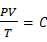 PV/T = C